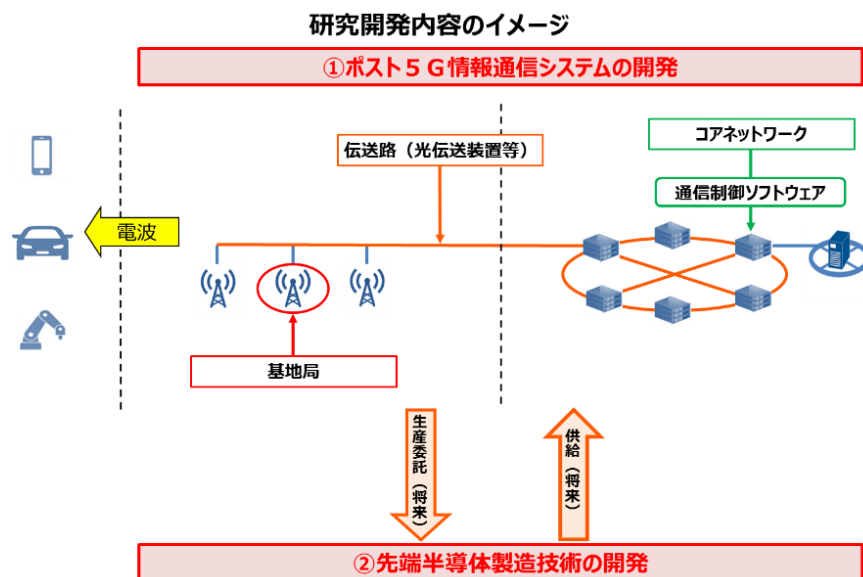 研究開発内容のイメージ
①ポスト５Ｇ情報通信システムの開発
伝送路（光伝送装置等）
コアネットワーク
通信制御ソフトウェア
電波
基地局
生産委託（将来）
供給（将来）
②先端半導体製造技術の開発